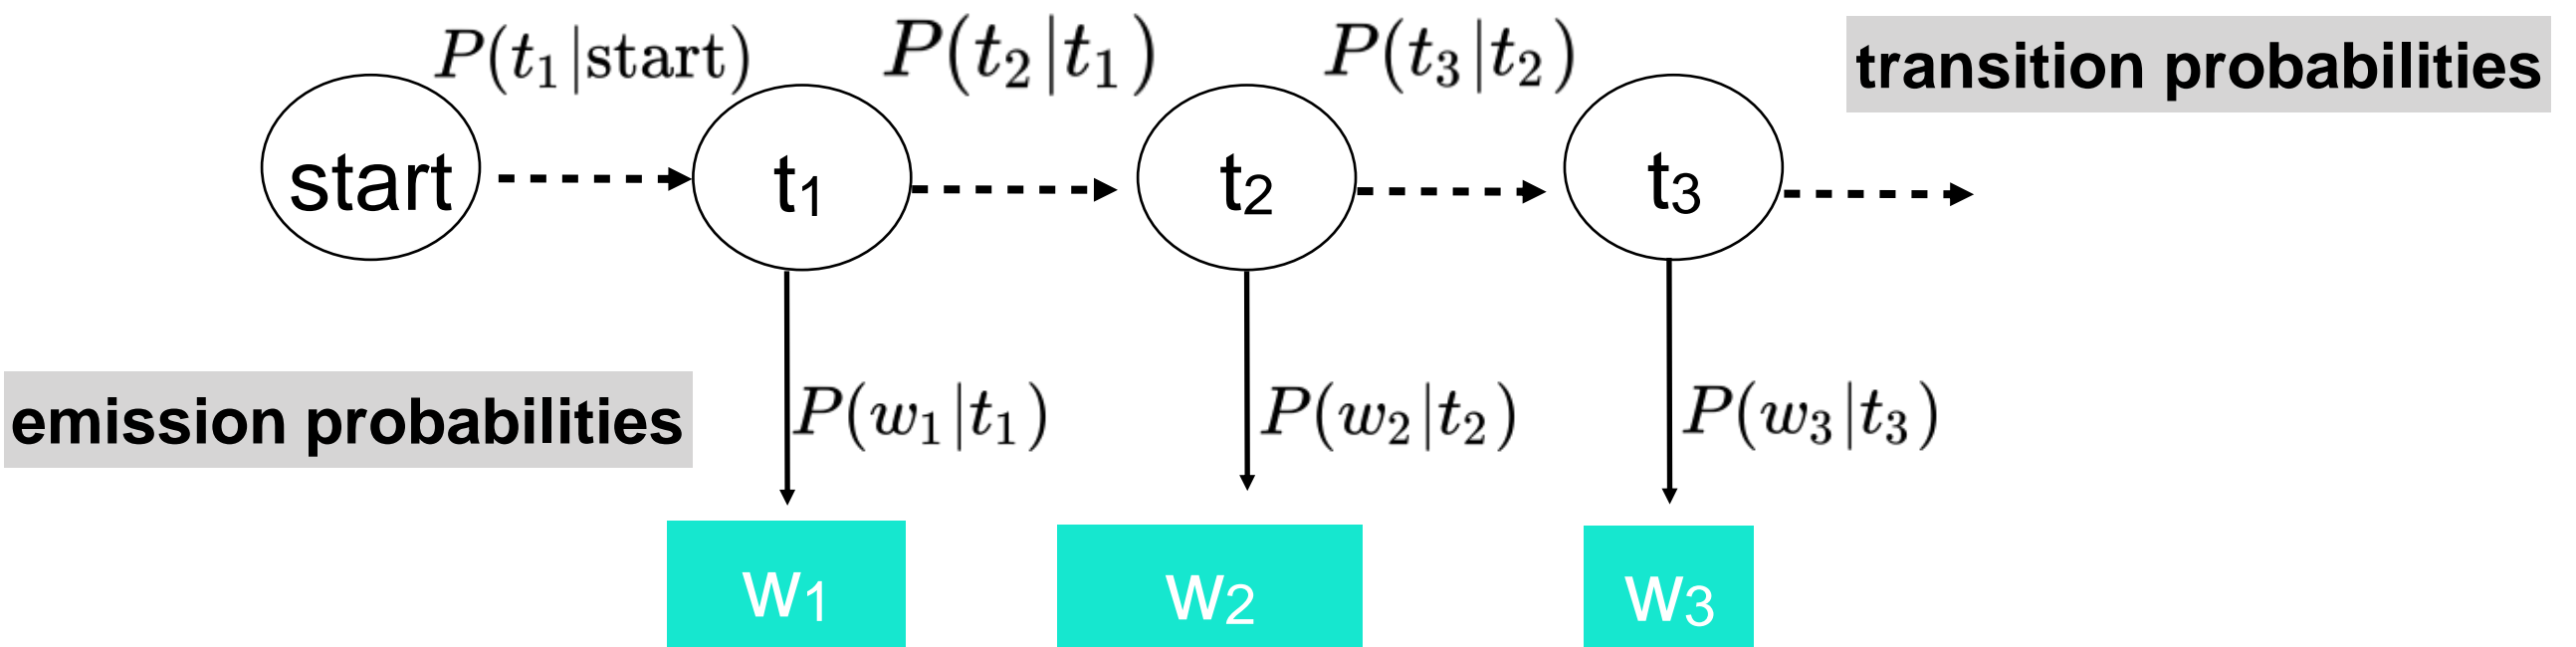 P(t₁|start) P(t₂|t₁) P(t₃|t₂) transition probabilities
start t₁ t₂ t₃
emission probabilities P(w₁|t₁) P(w₂|t₂) P(w₃|t₃)
w₁ w₂ w₃